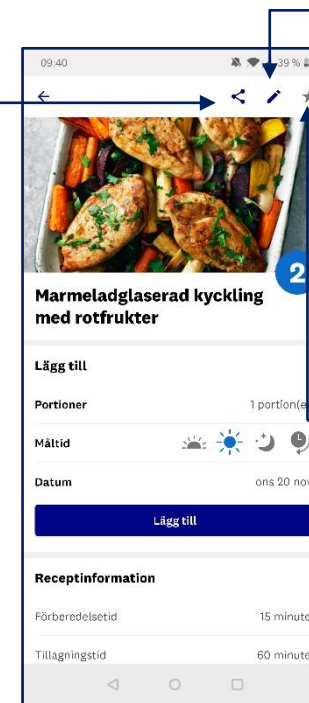 09:40
39 %
2
Marmeladglaserad kyckling
med rotfrukter
Lägg till
Portioner
1 portion(e
Måltid
Datum
ons 20 nov
Lägg till
Receptinformation
Förberedelsetid
15 minute
Tillagningstid
60 minute